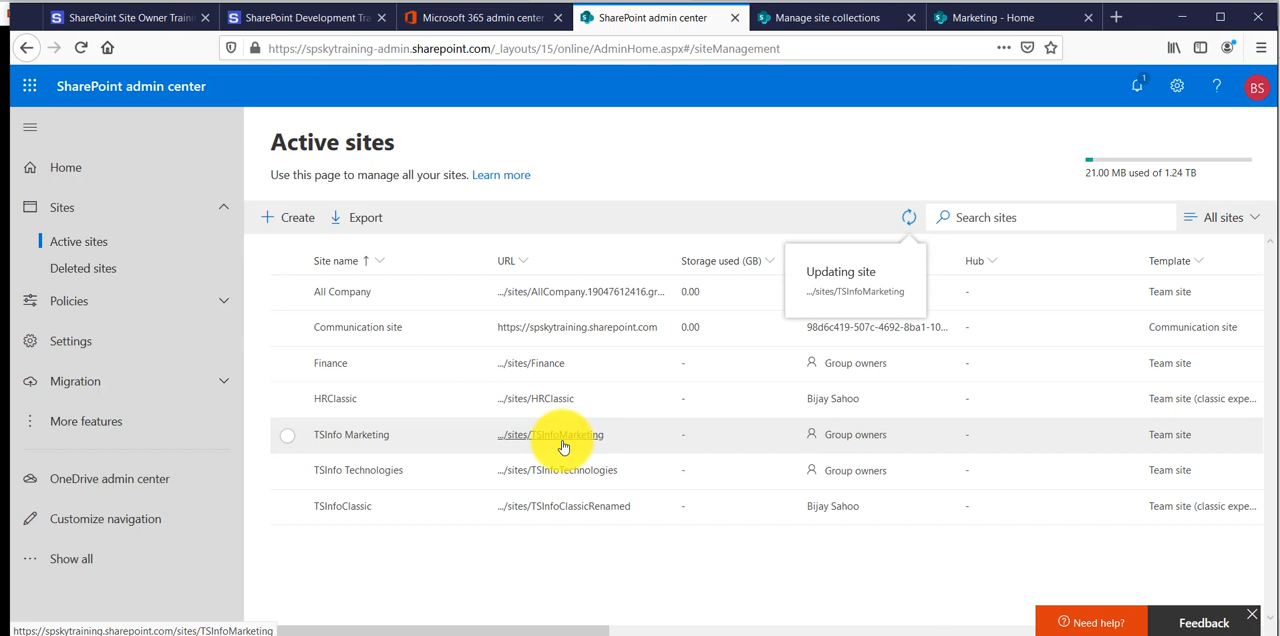 SharePoint Site Owner Traini
SharePoint Development Tra
Microsoft 365 admin center
SharePoint admin center
Manage site collections
Marketing - Home
https://spskytraining-admin.sharepoint.com/_layouts/15/online/AdminHome.aspx#/siteManagement
SharePoint admin center
1
BS
Home
Sites
Active sites
Deleted sites
Policies
Settings
Migration
More features
OneDrive admin center
Customize navigation
Show all
Active sites
Use this page to manage all your sites. Learn more
21.00 MB used of 1.24 TB
Create
Export
Search sites
All sites
Site name ↑ URL Storage used (GB) Hub Template
Updating site
.../sites/TSInfoMarketing
All Company .../sites/AllCompany.19047612416.gr... 0.00 - Team site
Communication site https://spskytraining.sharepoint.com 0.00 98d6c419-507c-4692-8ba1-10... - Communication site
Finance .../sites/Finance - Group owners - Team site
HRClassic .../sites/HRClassic - Bijay Sahoo - Team site (classic expe...
TSInfo Marketing .../sites/TSInfoMarketing - Group owners - Team site
TSInfo Technologies .../sites/TSInfoTechnologies - Group owners - Team site
TSInfoClassic .../sites/TSInfoClassicRenamed - Bijay Sahoo - Team site (classic expe...
Need help?
Feedback
https://spskytraining.sharepoint.com/sites/TSInfoMarketing